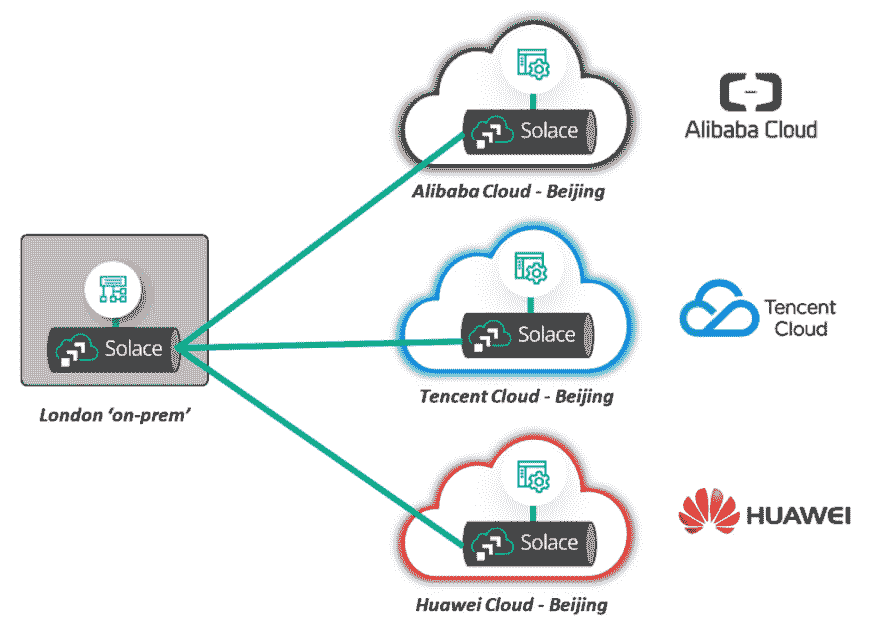 Solace
Alibaba Cloud - Beijing
Alibaba Cloud
Solace
London ‘on-prem’
Solace
Tencent Cloud - Beijing
Tencent
Cloud
Solace
Huawei Cloud - Beijing
HUAWEI